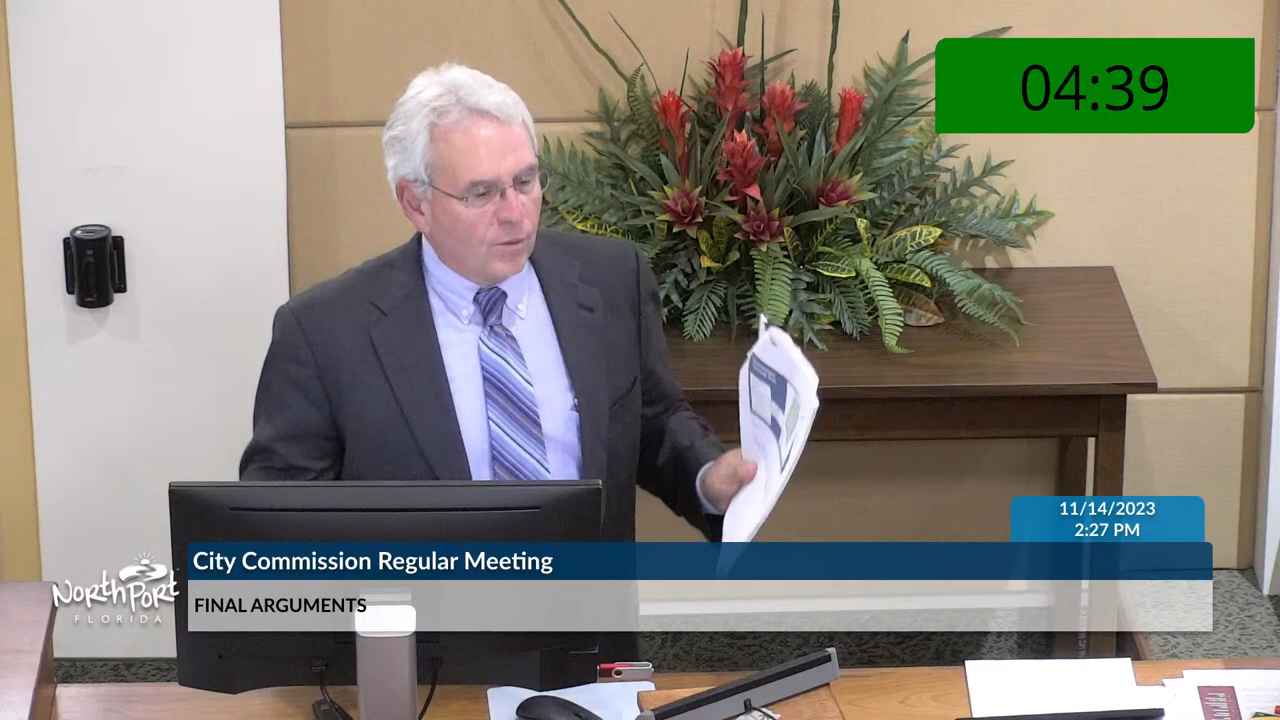 04:39
11/14/2023
2:27 PM
City Commission Regular Meeting
NorthPort
FLORIDA
FINAL ARGUMENTS